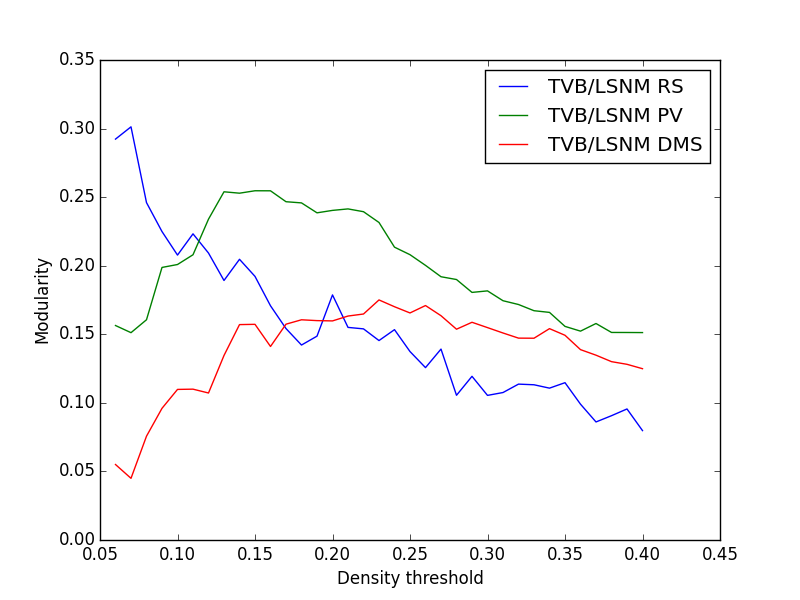 0.35
0.30
0.25
0.20
0.15
0.10
0.05
0.00
Modularity
TVB/LSNM RS
TVB/LSNM PV
TVB/LSNM DMS
0.05 0.10 0.15 0.20 0.25 0.30 0.35 0.40 0.45
Density threshold